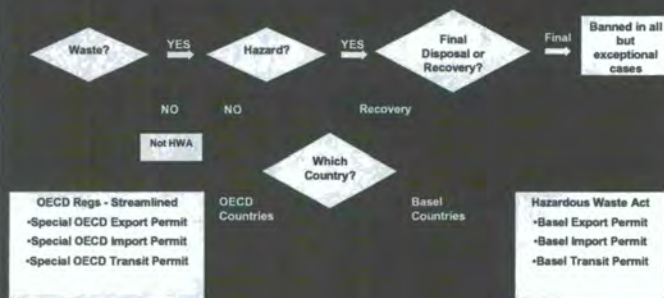 Waste?
YES
Hazard?
YES
Final
Disposal or
Recovery?
Final
Banned in all
but
exceptional
cases
NO
NO
Recovery
Not HWA
Which
Country?
OECD Regs - Streamlined
•Special OECD Export Permit
•Special OECD Import Permit
•Special OECD Transit Permit
OECD
Countries
Basel
Countries
Hazardous Waste Act
•Basel Export Permit
•Basel Import Permit
•Basel Transit Permit